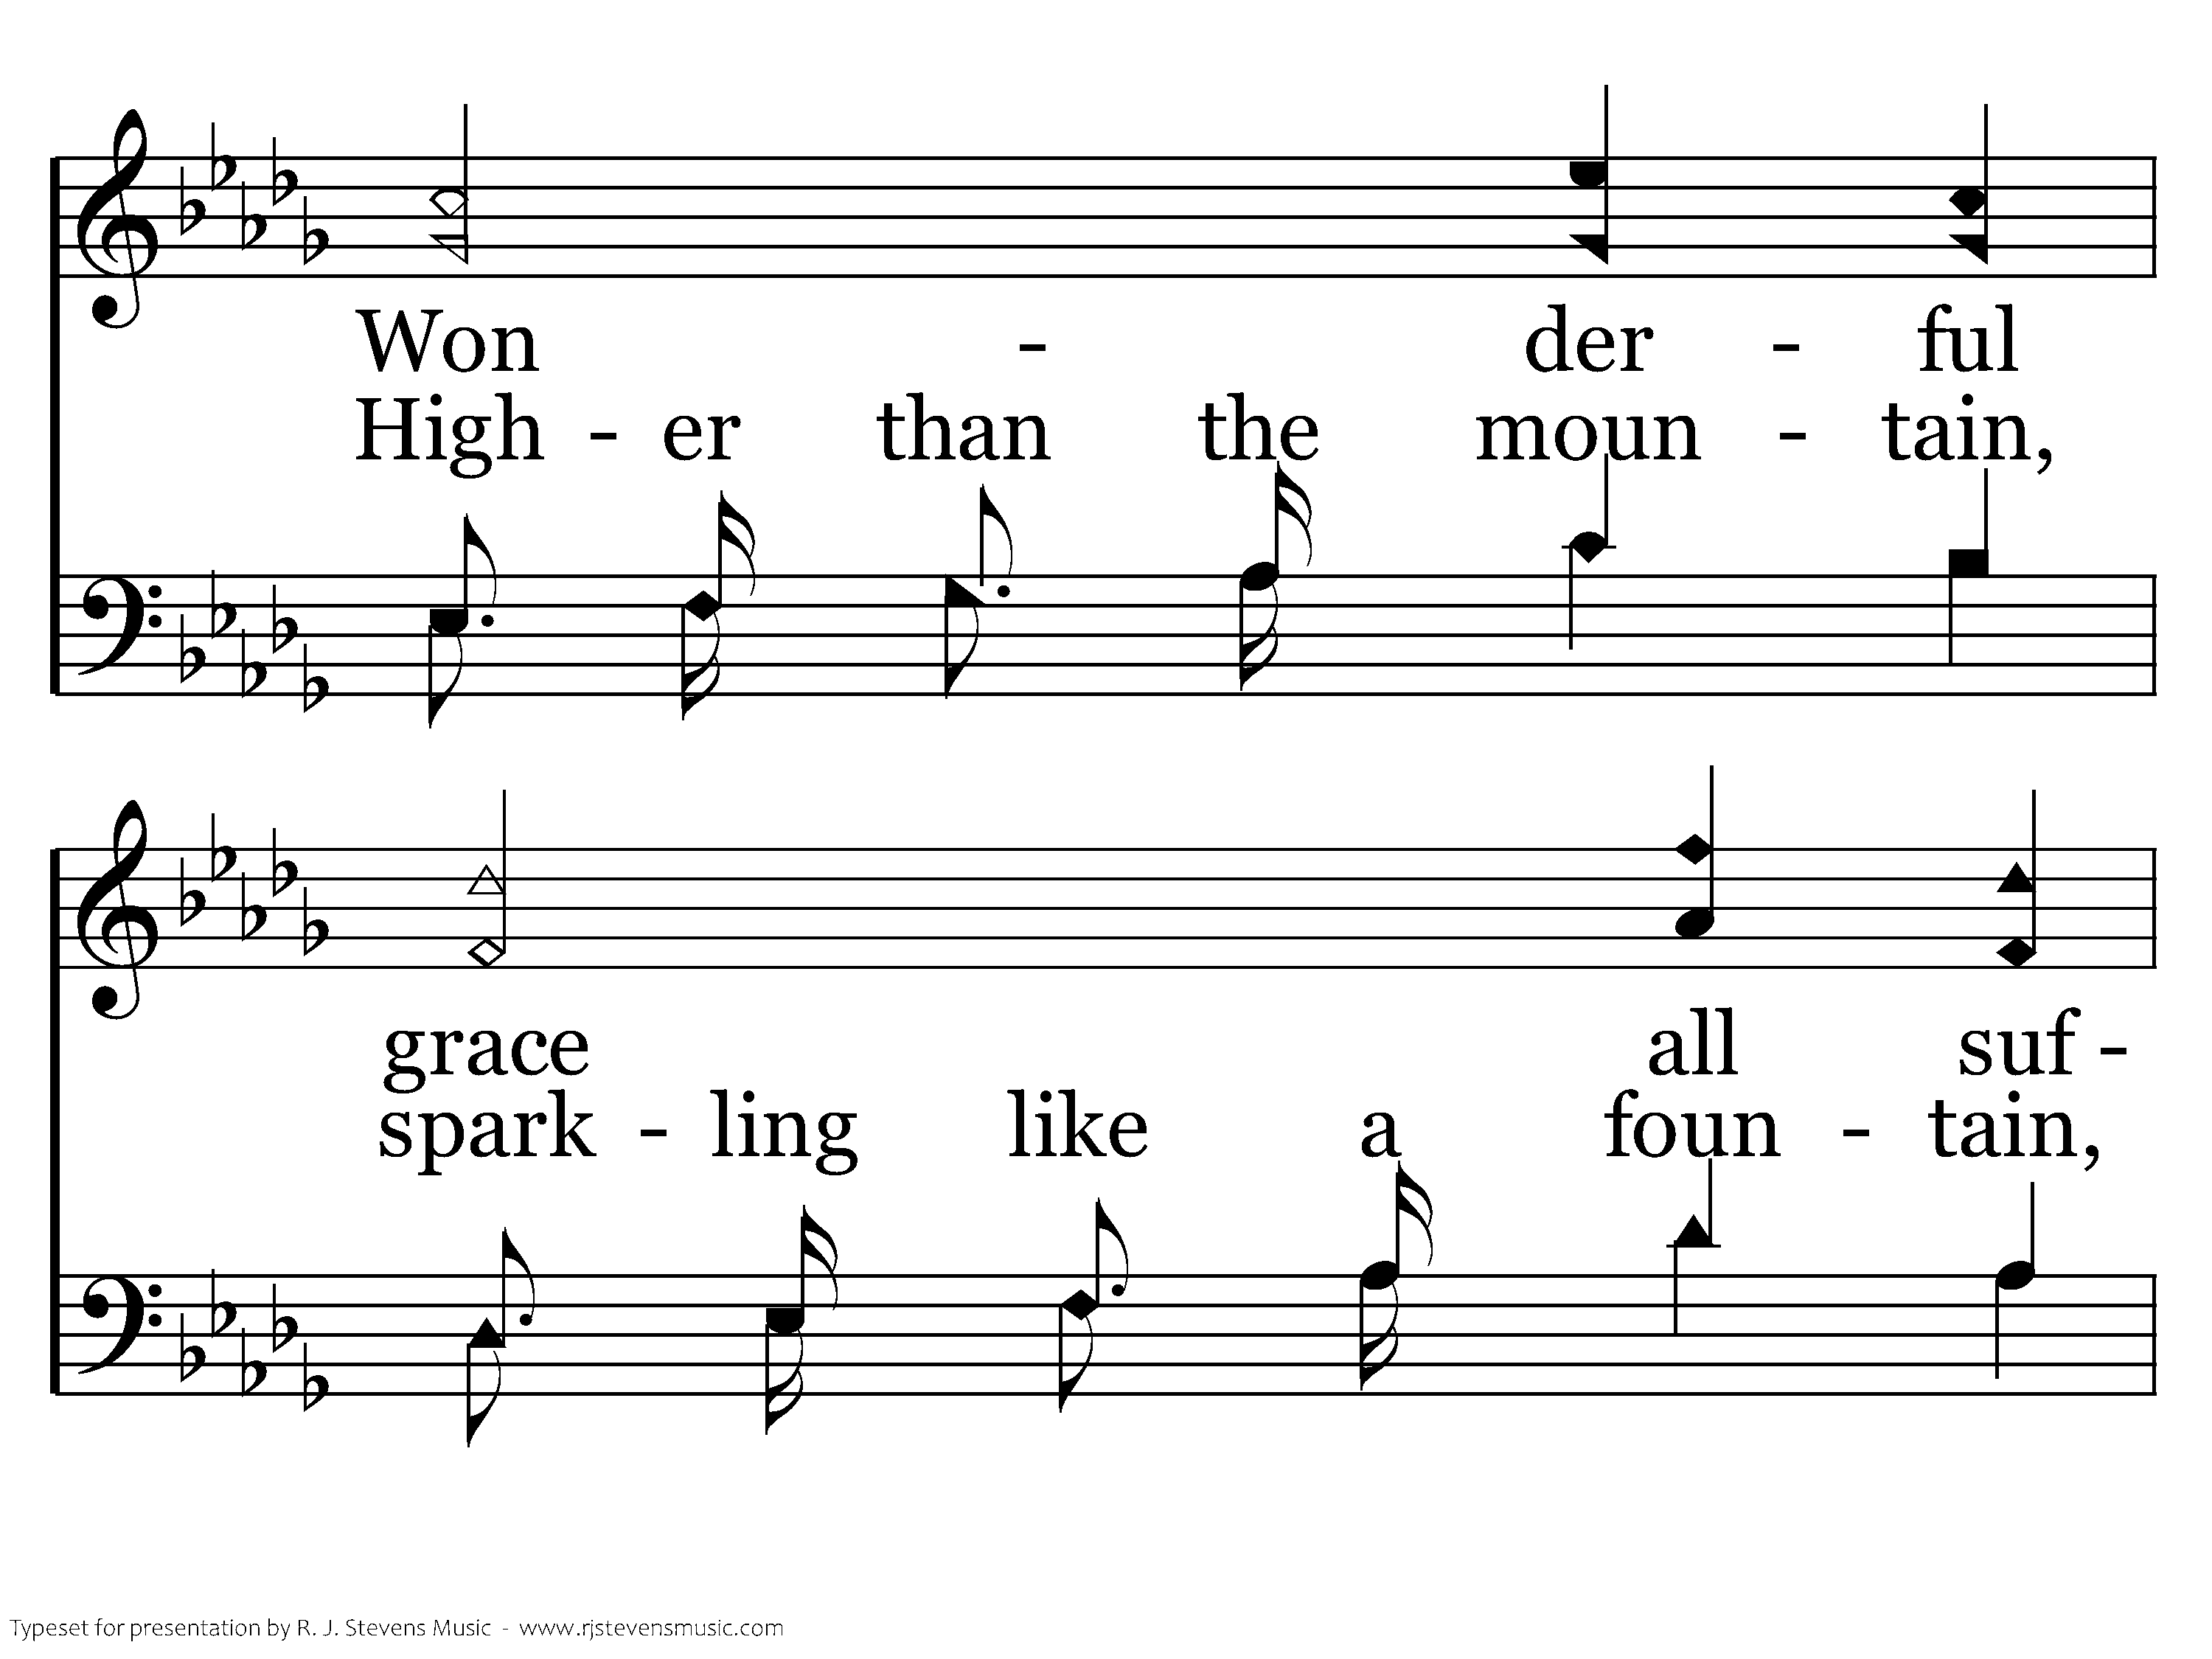 Won - der - ful
High - er than the moun - tain,
grace all suf -
spark - ling like a foun - tain,
Typeset for presentation by R. J. Stevens Music - www.rjstevensmusic.com